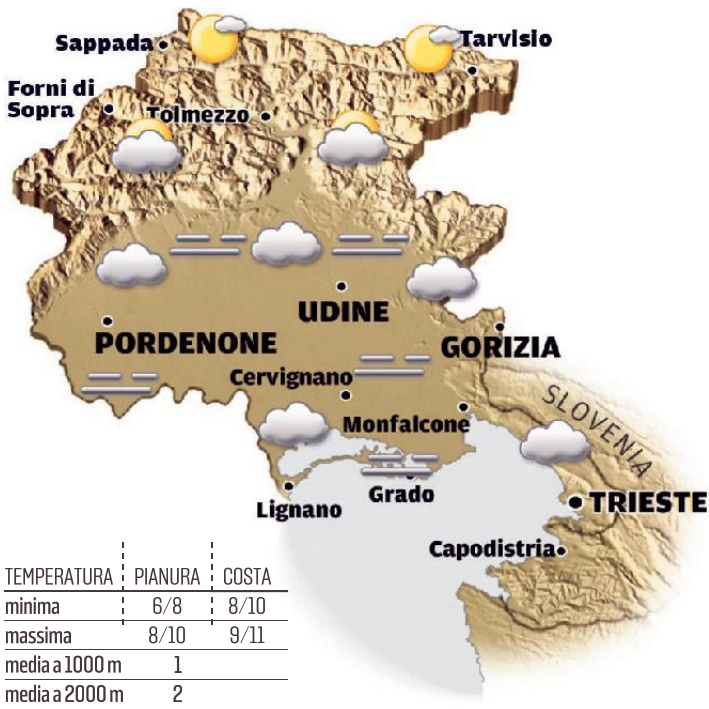 Sappada
Tarvisio
Forni di
Sopra
Tolmezzo
UDINE
PORDENONE
GORIZIA
Cervignano
SLOVENIA
Monfalcone
Grado
Lignano
TRIESTE
Capodistria
TEMPERATURA PIANURA COSTA
minima 6/8 8/10
massima 8/10 9/11
media a 1000 m 1
media a 2000 m 2